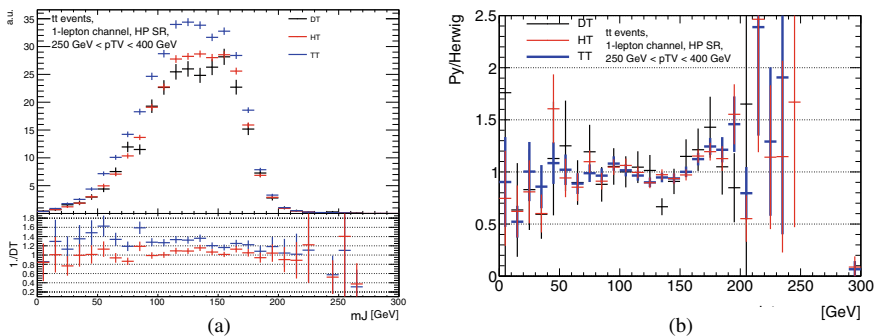 a.u.
tt events,
1-lepton channel, HP SR,
250 GeV < pTV < 400 GeV
DT
HT
TT
35
30
25
20
15
10
5
1./DT
1.8
1.6
1.4
1.2
1.0
0.8
0.6
0.4
0.2
0 50 100 150 200 250 300
mJ [GeV]
(a)
Py/Herwig
2.5
2
1.5
1
0.5
0
DT
HT
TT
tt events,
1-lepton channel, HP SR,
250 GeV < pTV < 400 GeV
0 50 100 150 200 250 300
[GeV]
(b)